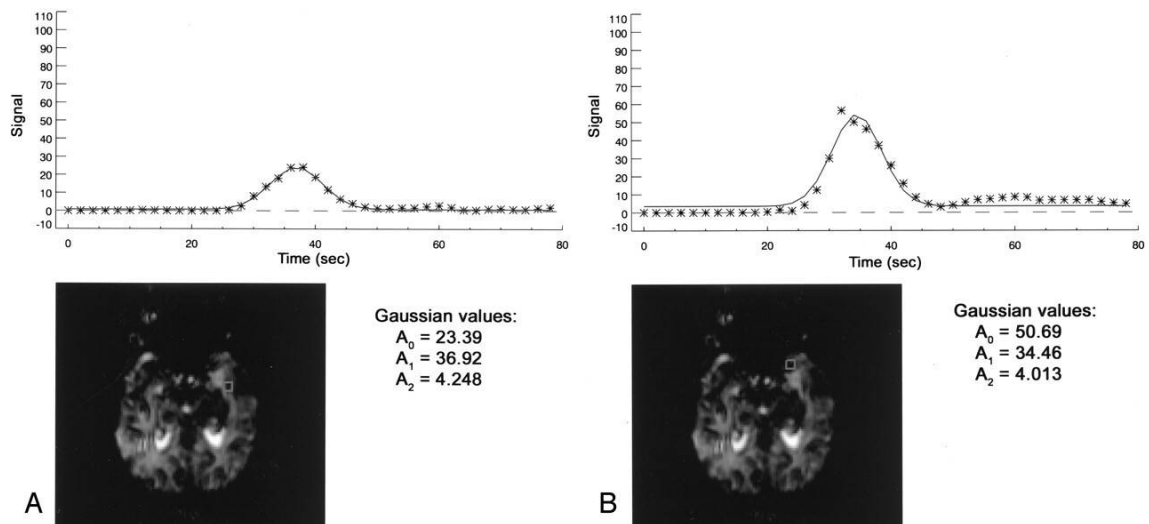 110
100
90
80
70
60
50
40
30
20
10
0
-10
Signal
0 20 40 60 80
Time (sec)
Gaussian values:
A0 = 23.39
A1 = 36.92
A2 = 4.248
A
110
100
90
80
70
60
50
40
30
20
10
0
-10
Signal
0 20 40 60 80
Time (sec)
Gaussian values:
A0 = 50.69
A1 = 34.46
A2 = 4.013
B